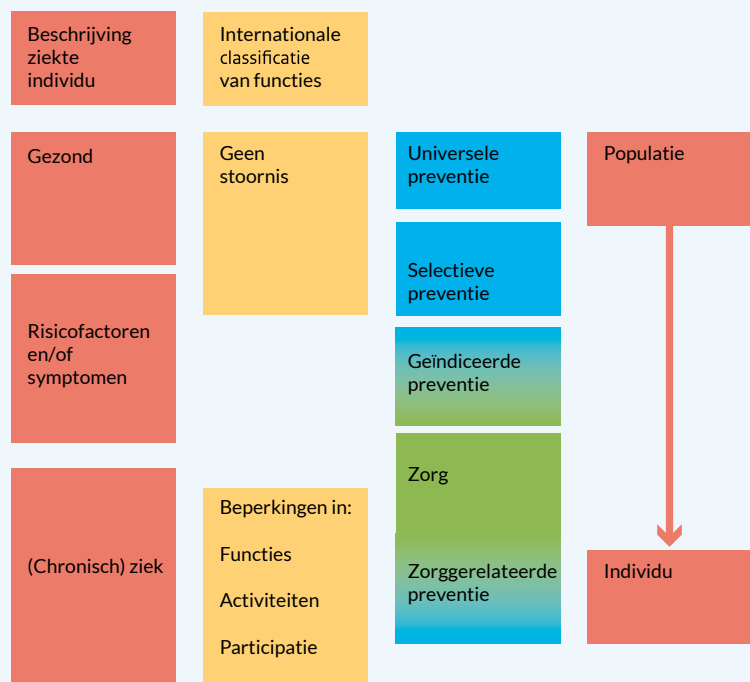 Beschrijving
ziekte
individu
Internationale
classificatie
van functies
Gezond
Geen
stoornis
Universele
preventie
Populatie
Selectieve
preventie
Risicofactoren
en/of
symptomen
Geïndiceerde
preventie
Zorg
(Chronisch) ziek
Beperkingen in:
Functies
Activiteiten
Participatie
Zorggerelateerde
preventie
Individu